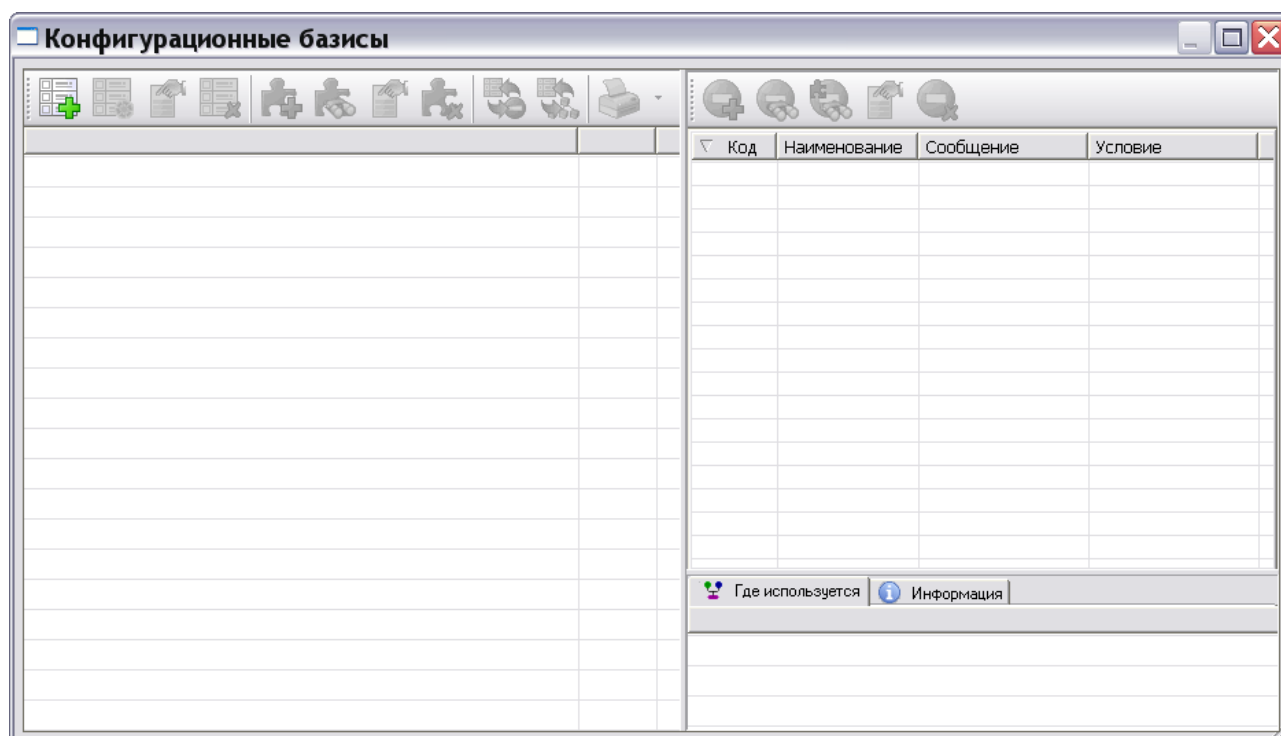 Конфигурационные базисы
Код Наименование Сообщение Условие
Где используется Информация